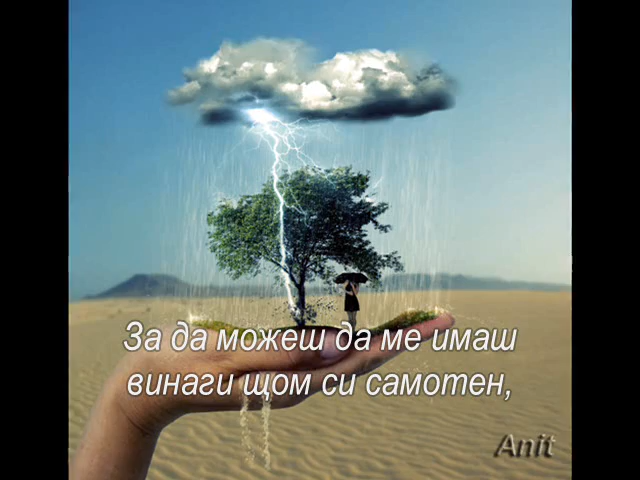 За да можеш да ме имаш
винаги щом си самотен,
Anit